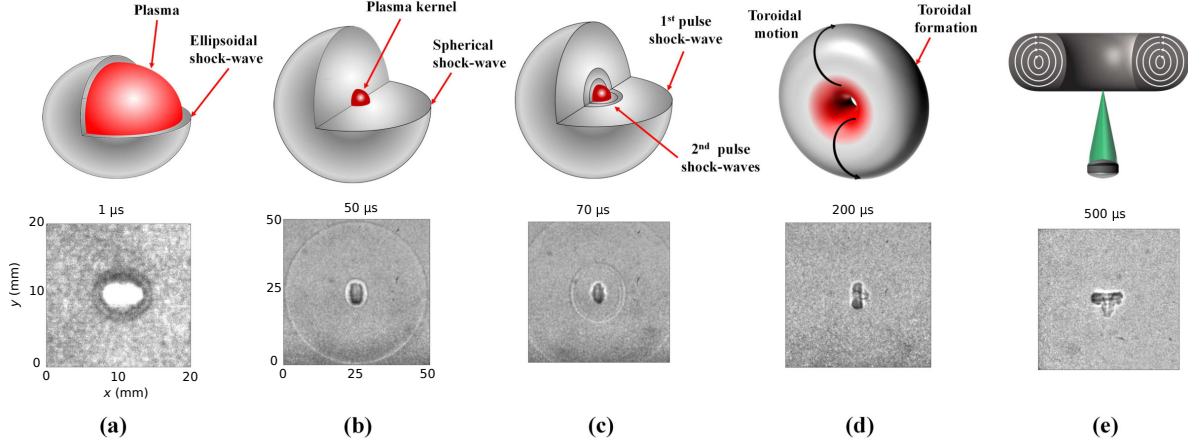 Plasma
Ellipsoidal
shock-wave
Plasma kernel
Spherical
shock-wave
1st pulse
shock-wave
2nd pulse
shock-waves
Toroidal
motion
Toroidal
formation
1 μs
20
10
0
y (mm)
0
10
20
x (mm)
50 μs
50
25
0
0
25
50
70 μs
200 μs
500 μs
(a)
(b)
(c)
(d)
(e)